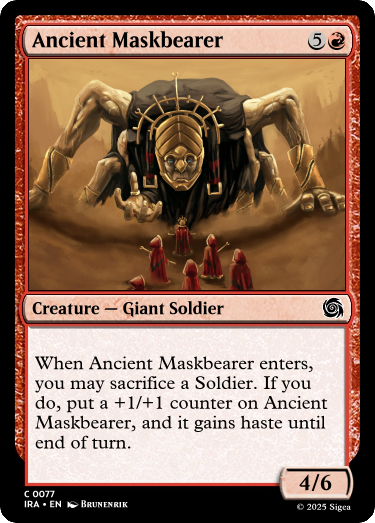 Ancient Maskbearer 5
Creature — Giant Soldier
When Ancient Maskbearer enters,
you may sacrifice a Soldier. If you
do, put a +1/+1 counter on Ancient
Maskbearer, and it gains haste until
end of turn.
4/6
C 0077
IRA • EN Brunenrik
© 2025 Sigea